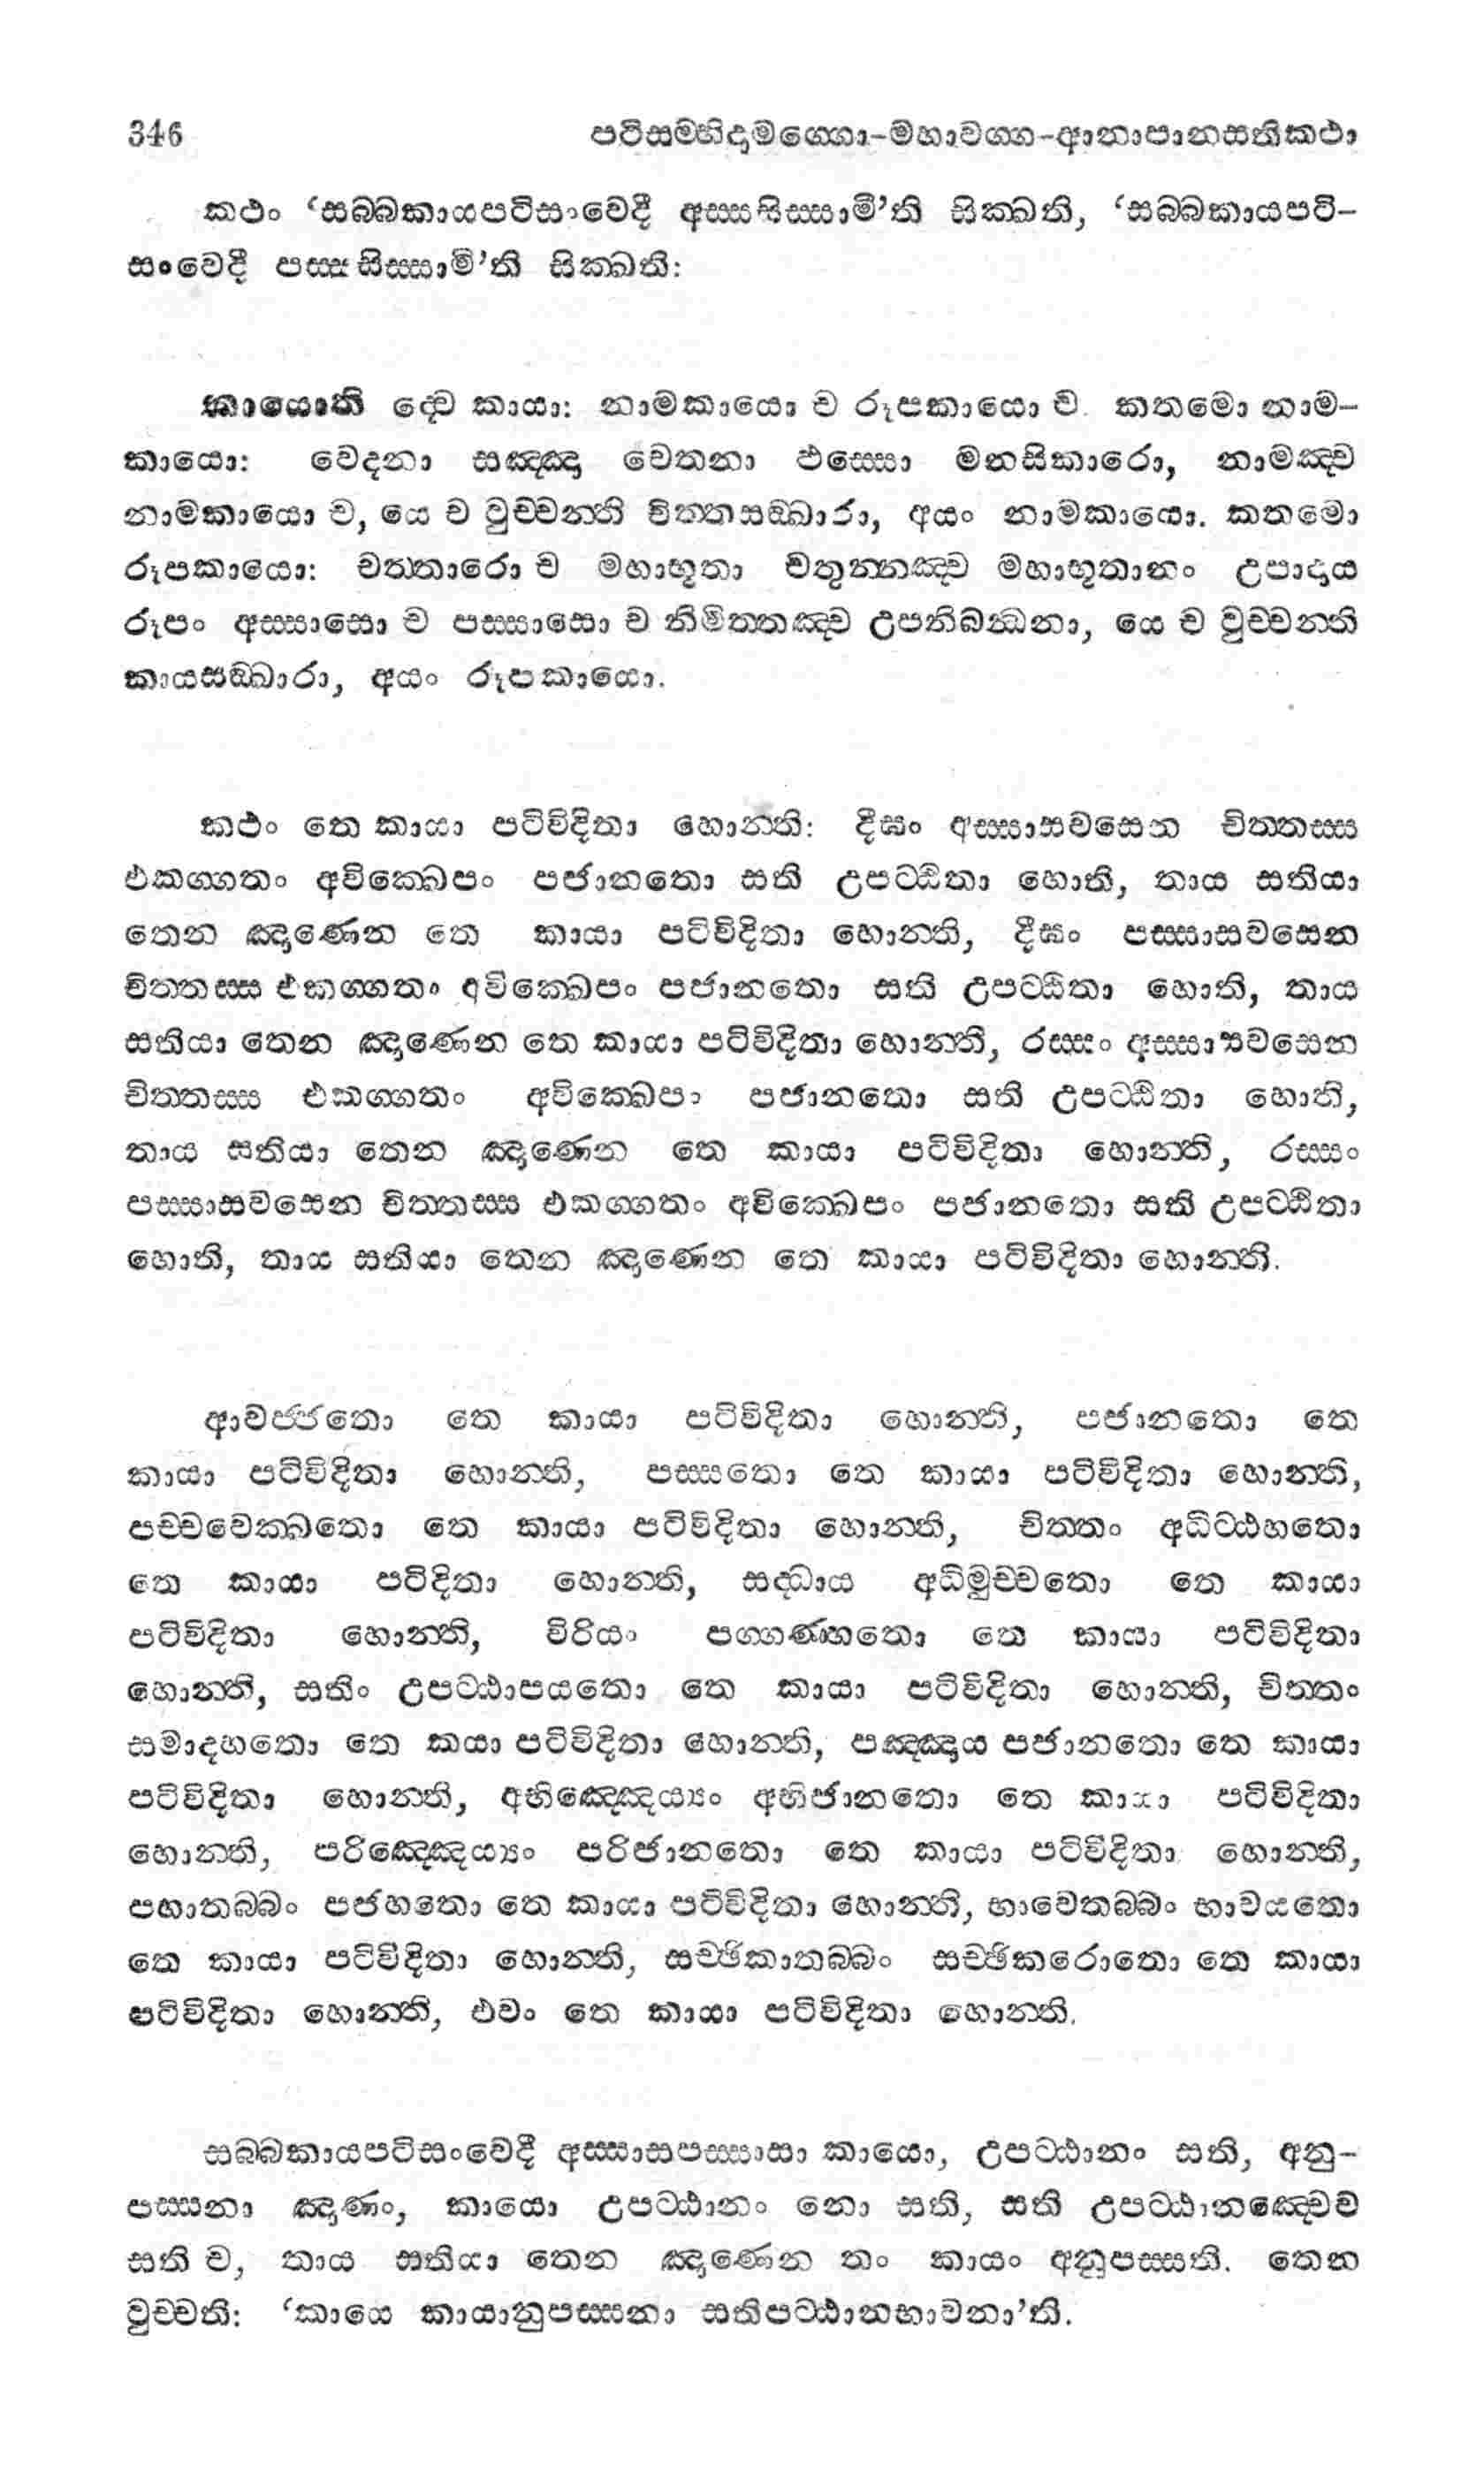 346 පටිසම්භිදාමග්ගො-මහාවග්ග-ආනාපානසතිකථා
කථං ‘සබ්බකායපටිසංවෙදී අස්සසිස්සාමී’ති සික්ඛති, ‘සබ්බකායපටි-
සංවෙදී පස්සසිස්සාමී’ති සික්ඛති:
කායොති ද්වෙ කායා: නාමකායො ච රූපකායො ච. කතමො නාම-
කායො: වෙදනා සඤ්ඤා චෙතනා ඵස්සො මනසිකාරො, නාමඤ්ච
නාමකායො ච, යෙ ච වුච්චන්ති චිත්තසඞ්ඛාරා, අයං නාමකායො. කතමො
රූපකායො: චත්තාරො ච මහාභූතා චතුන්නඤ්ච මහාභූතානං උපාදාය
රූපං අස්සාසො ච පස්සාසො ච නිමිත්තඤ්ච උපනිබන්ධනා, යෙ ච වුච්චන්ති
කායසඞ්ඛාරා, අයං රූපකායො.
කථං තෙ කායා පටිවිදිතා හොන්ති: දීඝං අස්සාසවසෙන චිත්තස්ස
එකග්ගතං අවික්ඛෙපං පජානතො සති උපට්ඨිතා හොති, තාය සතියා
තෙන ඤාණෙන තෙ කායා පටිවිදිතා හොන්ති, දීඝං පස්සාසවසෙන
චිත්තස්ස එකග්ගතං අවික්ඛෙපං පජානතො සති උපට්ඨිතා හොති, තාය
සතියා තෙන ඤාණෙන තෙ කායා පටිවිදිතා හොන්ති, රස්සං අස්සාසවසෙන
චිත්තස්ස එකග්ගතං අවික්ඛෙපං පජානතො සති උපට්ඨිතා හොති,
තාය සතියා තෙන ඤාණෙන තෙ කායා පටිවිදිතා හොන්ති, රස්සං
පස්සාසවසෙන චිත්තස්ස එකග්ගතං අවික්ඛෙපං පජානතො සති උපට්ඨිතා
හොති, තාය සතියා තෙන ඤාණෙන තෙ කායා පටිවිදිතා හොන්ති.
ආවජ්ජතො තෙ කායා පටිවිදිතා හොන්ති, පජානතො තෙ
කායා පටිවිදිතා හොන්ති, පස්සතො තෙ කායා පටිවිදිතා හොන්ති,
පච්චවෙක්ඛතො තෙ කායා පටිවිදිතා හොන්ති, චිත්තං අධිට්ඨහතො
තෙ කායා පටිදිතා හොන්ති, සද්ධාය අධිමුච්චතො තෙ කායා
පටිවිදිතා හොන්ති, විරියං පග්ගණ්හතො තෙ කායා පටිවිදිතා
හොන්ති, සතිං උපට්ඨාපයතො තෙ කායා පටිවිදිතා හොන්ති, චිත්තං
සමාදහතො තෙ කයා පටිවිදිතා හොන්ති, පඤ්ඤාය පජානතො තෙ කායා
පටිවිදිතා හොන්ති, අභිඤ්ඤෙය්‍යං අභිජානතො තෙ කායා පටිවිදිතා
හොන්ති, පරිඤ්ඤෙය්‍යං පරිජානතො තෙ කායා පටිවිදිතා හොන්ති,
පහාතබ්බං පජහතො තෙ කායා පටිවිදිතා හොන්ති, භාවෙතබ්බං භාවයතො
තෙ කායා පටිවිදිතා හොන්ති, සච්ඡිකාතබ්බං සච්ඡිකරොතො තෙ කායා
පටිවිදිතා හොන්ති, එවං තෙ කායා පටිවිදිතා හොන්ති.
සබ්බකායපටිසංවෙදී අස්සාසපස්සාසා කායො, උපට්ඨානං සති, අනු-
පස්සනා ඤාණං, කායො උපට්ඨානං නො සති, සති උපට්ඨානඤ්චෙව
සති ච, තාය සතියා තෙන ඤාණෙන තං කායං අනුපස්සති. තෙන
වුච්චති: ‘කායෙ කායානුපස්සනා සතිපට්ඨානභාවනා’ති.